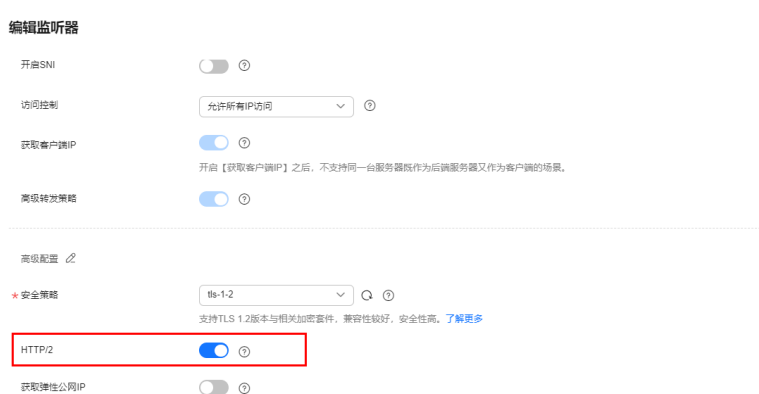 编辑监听器
开启SNI
访问控制 允许所有IP访问
获取客户端IP
开启【获取客户端IP】之后，不支持同一台服务器既作为后端服务器又作为客户端的场景。
高级转发策略
高级配置
* 安全策略 tls-1-2
支持TLS 1.2版本与相关加密套件，兼容性较好，安全性高。了解更多
HTTP/2
获取弹性公网IP